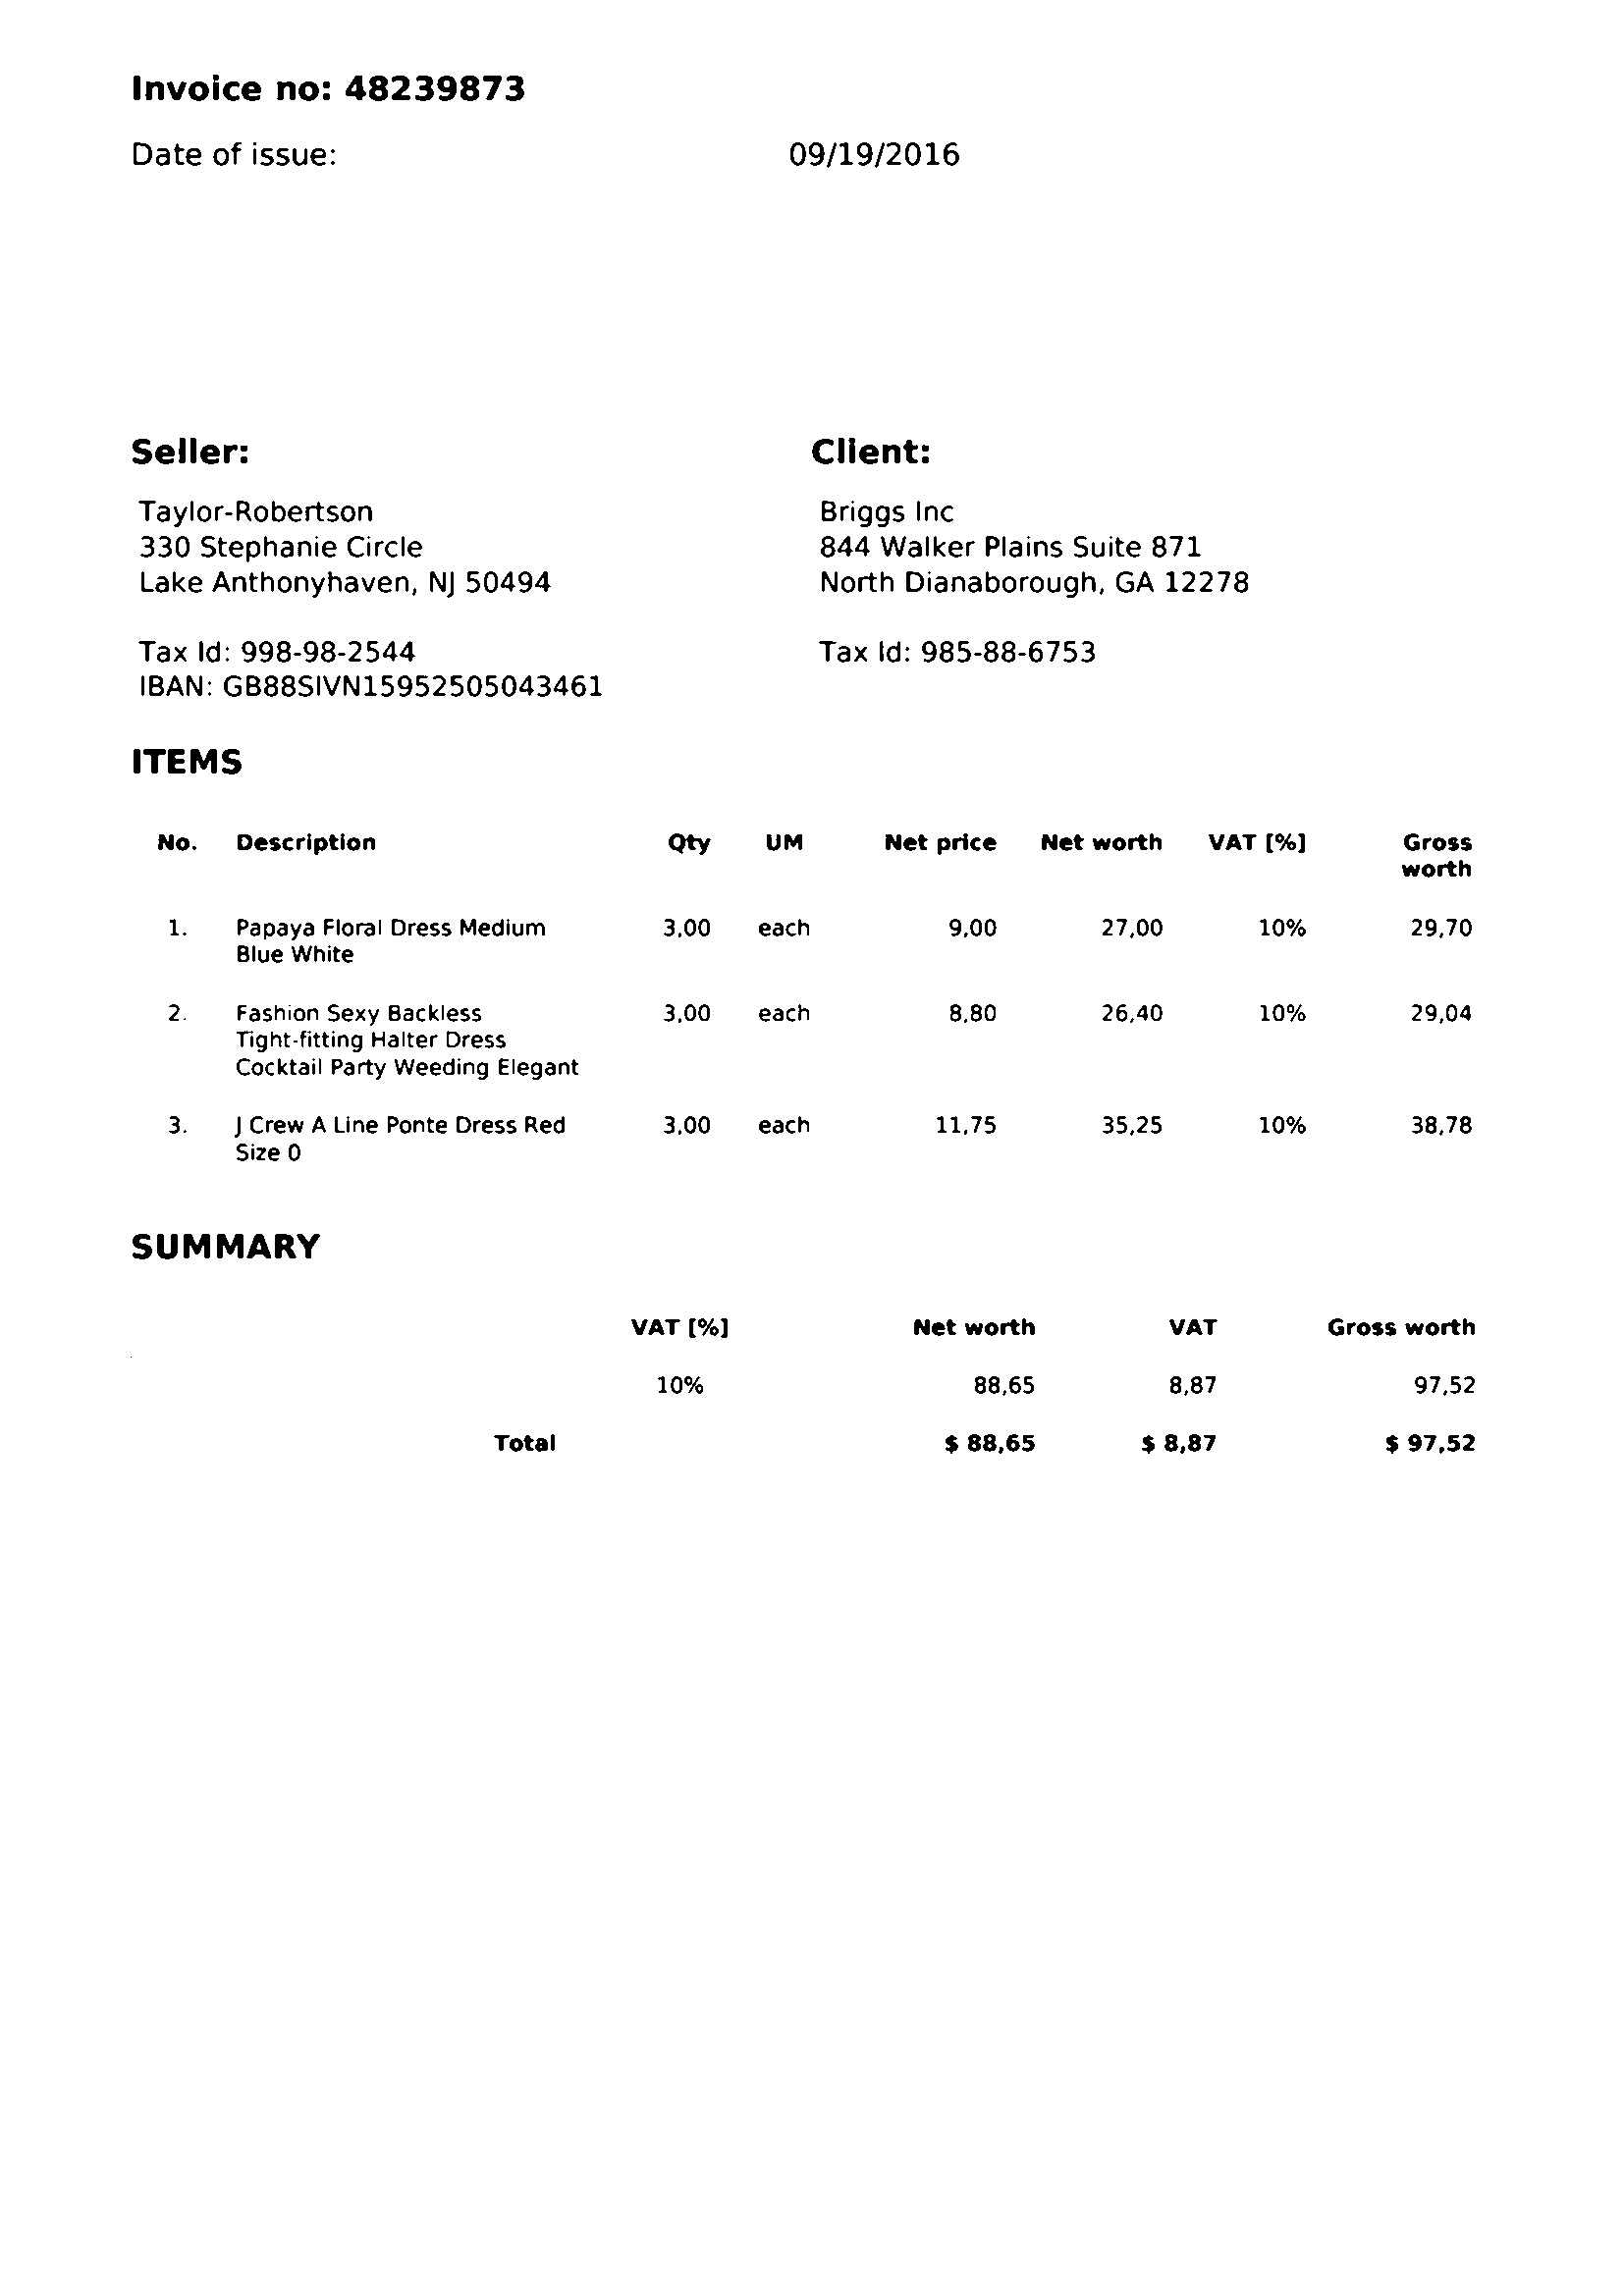 Invoice no: 48239873
Date of issue: 09/19/2016
Seller: Client:
Taylor-Robertson Briggs Inc
330 Stephanie Circle 844 Walker Plains Suite 871
Lake Anthonyhaven, NJ 50494 North Dianaborough, GA 12278
Tax Id: 998-98-2544 Tax Id: 985-88-6753
IBAN: GB88SIVN15952505043461
ITEMS
No. Description Qty UM Net price Net worth VAT [%] Gross
worth
1. Papaya Floral Dress Medium 3,00 each 9,00 27,00 10% 29,70
Blue White
2. Fashion Sexy Backless 3,00 each 8,80 26,40 10% 29,04
Tight-fitting Halter Dress
Cocktail Party Weeding Elegant
3. J Crew A Line Ponte Dress Red 3,00 each 11,75 35,25 10% 38,78
Size 0
SUMMARY
VAT [%] Net worth VAT Gross worth
10% 88,65 8,87 97,52
Total $ 88,65 $ 8,87 $ 97,52